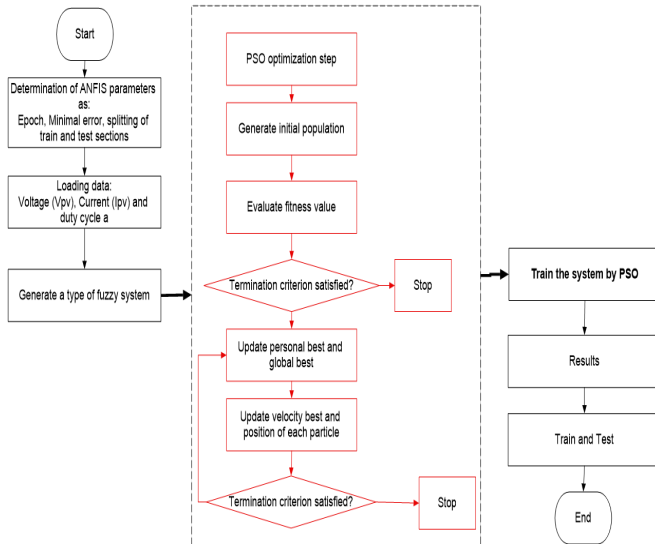 Start
Determination of ANFIS parameters
as:
Epoch, Minimal error, splitting of
train and test sections
Loading data:
Voltage (Vpv), Current (Ipv) and
duty cycle a
Generate a type of fuzzy system
PSO optimization step
Generate initial population
Evaluate fitness value
Termination criterion satisfied?
Stop
Update personal best and
global best
Update velocity best and
position of each particle
Termination criterion satisfied?
Stop
Train the system by PSO
Results
Train and Test
End